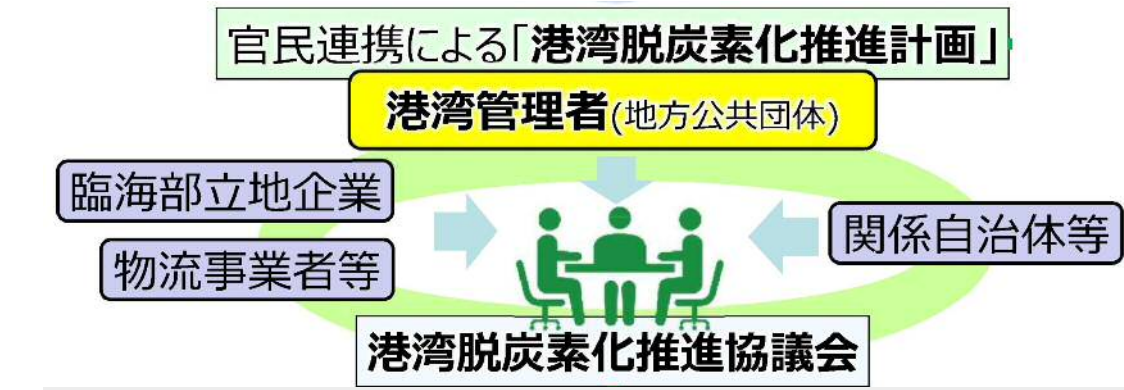 官民連携による「港湾脱炭素化推進計画」
港湾管理者(地方公共団体)
臨海部立地企業
物流事業者等
関係自治体等
港湾脱炭素化推進協議会